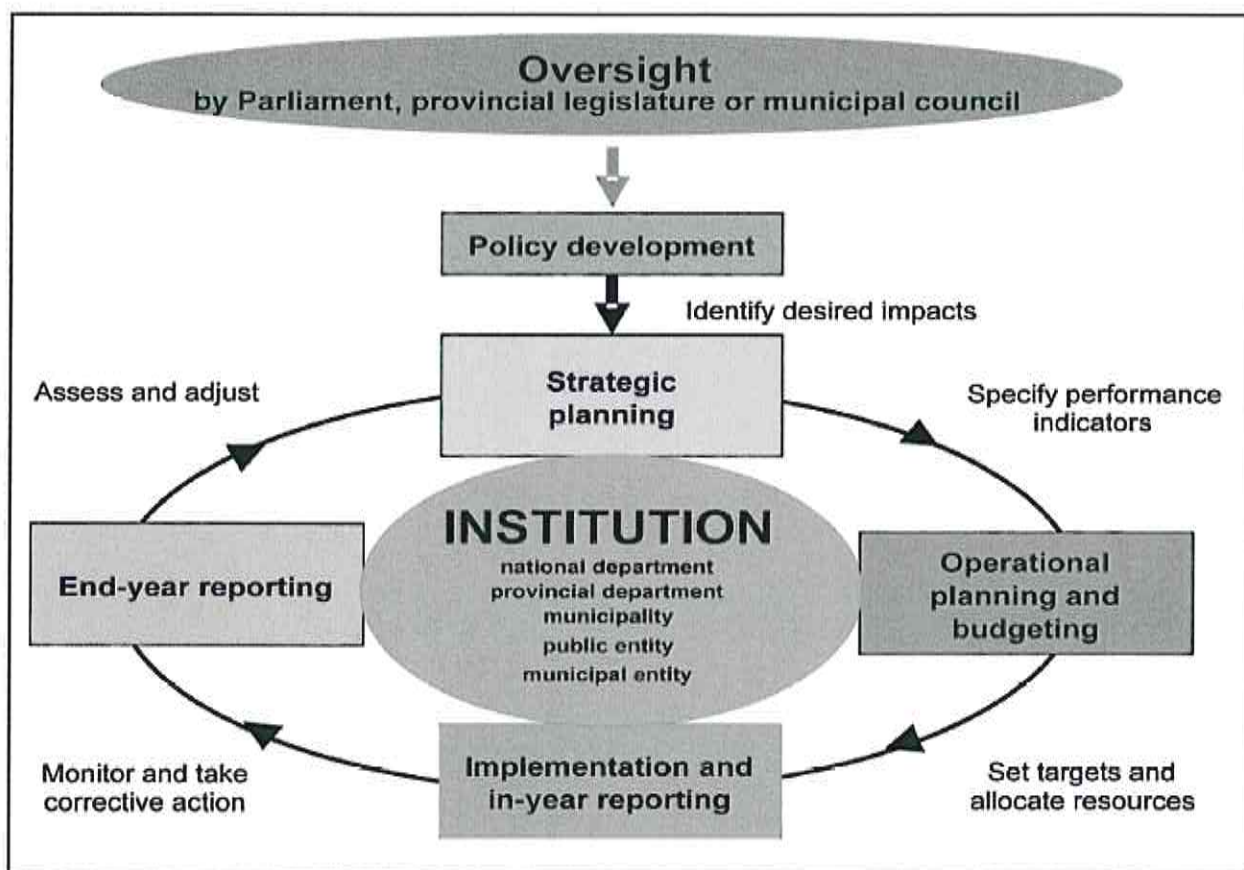 Oversight
by Parliament, provincial legislature or municipal council
Policy development
Identify desired impacts
Strategic
planning
Assess and adjust
Specify performance
indicators
INSTITUTION
national department
provincial department
municipality
public entity
municipal entity
End-year reporting
Operational
planning and
budgeting
Implementation and
in-year reporting
Monitor and take
corrective action
Set targets and
allocate resources